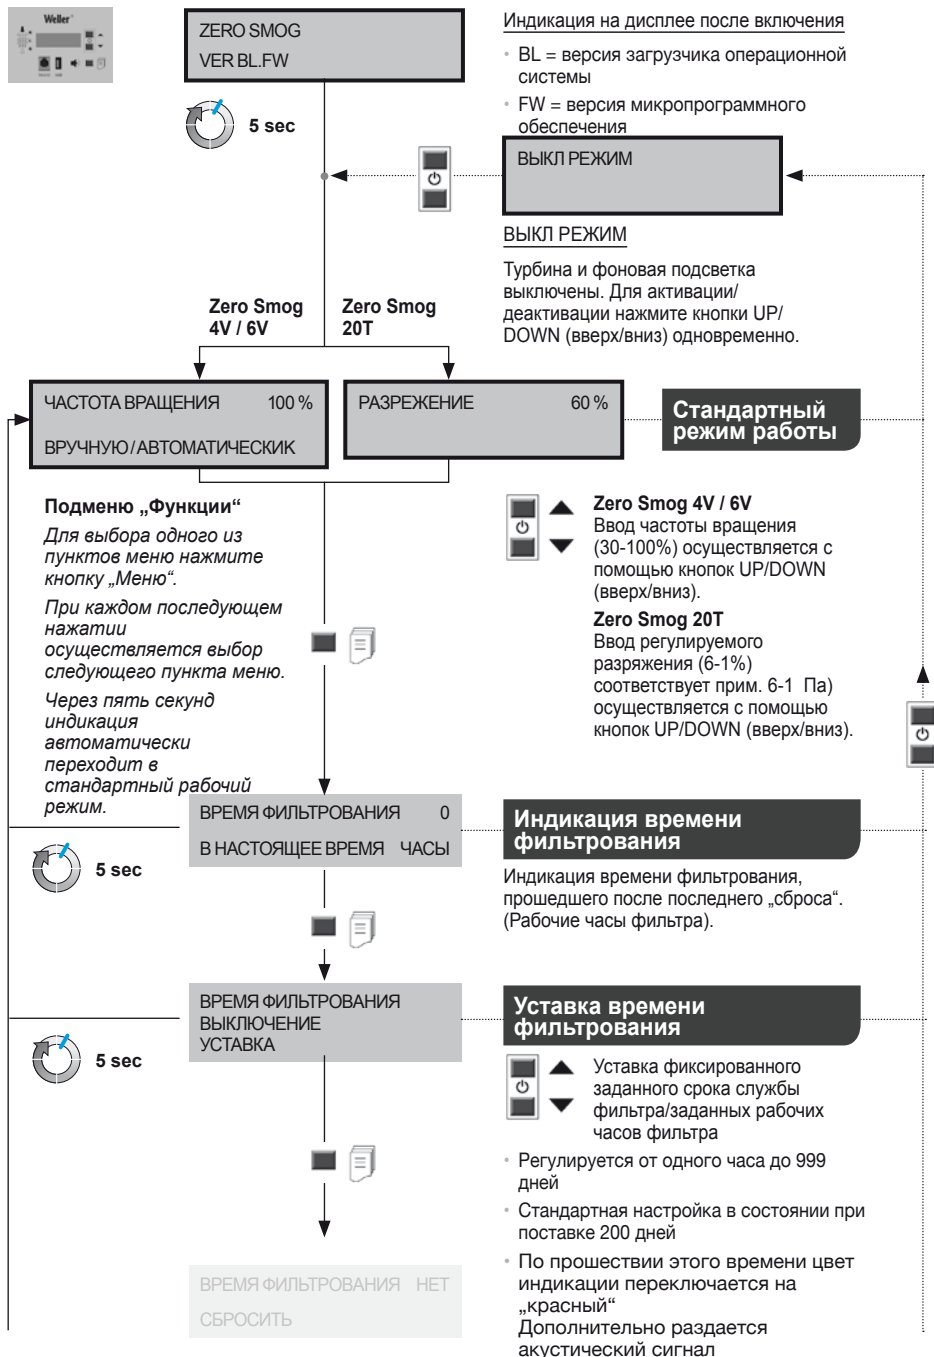 Weller
ZERO SMOG
VER BL.FW
5 sec
Индикация на дисплее после включения
• BL = версия загрузчика операционной
системы
• FW = версия микропрограммного
обеспечения
ВЫКЛ РЕЖИМ
ВЫКЛ РЕЖИМ
Турбина и фоновая подсветка
выключены. Для активации/
деактивации нажмите кнопки UP/
DOWN (вверх/вниз) одновременно.
Zero Smog
4V / 6V
Zero Smog
20T
ЧАСТОТА ВРАЩЕНИЯ 100 %
ВРУЧНУЮ / АВТОМАТИЧЕСКИК
РАЗРЕЖЕНИЕ 60 %
Стандартный
режим работы
Подменю „Функции“
Для выбора одного из
пунктов меню нажмите
кнопку „Меню“.
При каждом последующем
нажатии
осуществляется выбор
следующего пункта меню.
Через пять секунд
индикация
автоматически
переходит в
стандартный рабочий
режим.
Zero Smog 4V / 6V
Ввод частоты вращения
(30-100%) осуществляется с
помощью кнопок UP/DOWN
(вверх/вниз).
Zero Smog 20T
Ввод регулируемого
разряжения (6-1%)
соответствует прим. 6-1 Па)
осуществляется с помощью
кнопок UP/DOWN (вверх/вниз).
ВРЕМЯ ФИЛЬТРОВАНИЯ 0
В НАСТОЯЩЕЕ ВРЕМЯ ЧАСЫ
5 sec
Индикация времени
фильтрования
Индикация времени фильтрования,
прошедшего после последнего „сброса“.
(Рабочие часы фильтра).
ВРЕМЯ ФИЛЬТРОВАНИЯ
ВЫКЛЮЧЕНИЕ
УСТАВКА
5 sec
Уставка времени
фильтрования
Уставка фиксированного
заданного срока службы
фильтра/заданных рабочих
часов фильтра
• Регулируется от одного часа до 999
дней
• Стандартная настройка в состоянии при
поставке 200 дней
• По прошествии этого времени цвет
индикации переключается на
„красный“
Дополнительно раздается
акустический сигнал
ВРЕМЯ ФИЛЬТРОВАНИЯ НЕТ
СБРОСИТЬ